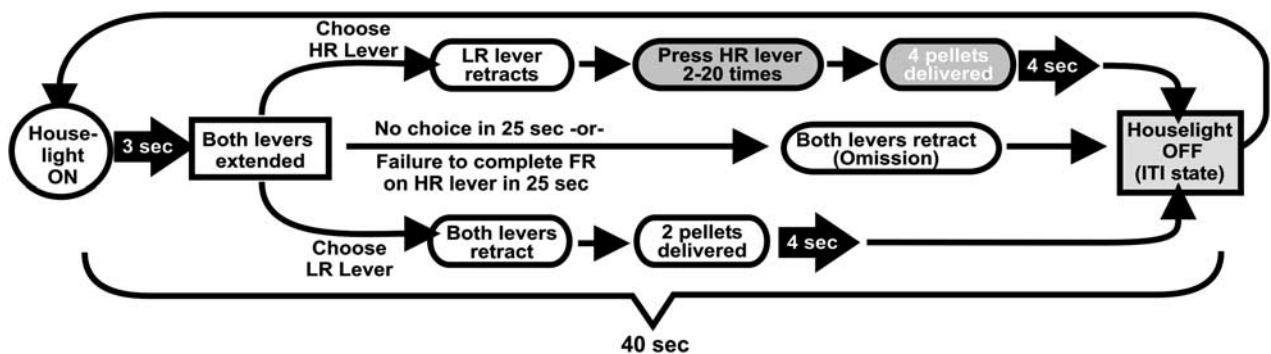 Choose
HR Lever
LR lever
retracts
Press HR lever
2-20 times
4 pellets
delivered
4 sec
House-
light
ON
3 sec
Both levers
extended
No choice in 25 sec -or-
Failure to complete FR
on HR lever in 25 sec
Both levers retract
(Omission)
Houselight
OFF
(ITI state)
Choose
LR Lever
Both levers
retract
2 pellets
delivered
4 sec
40 sec